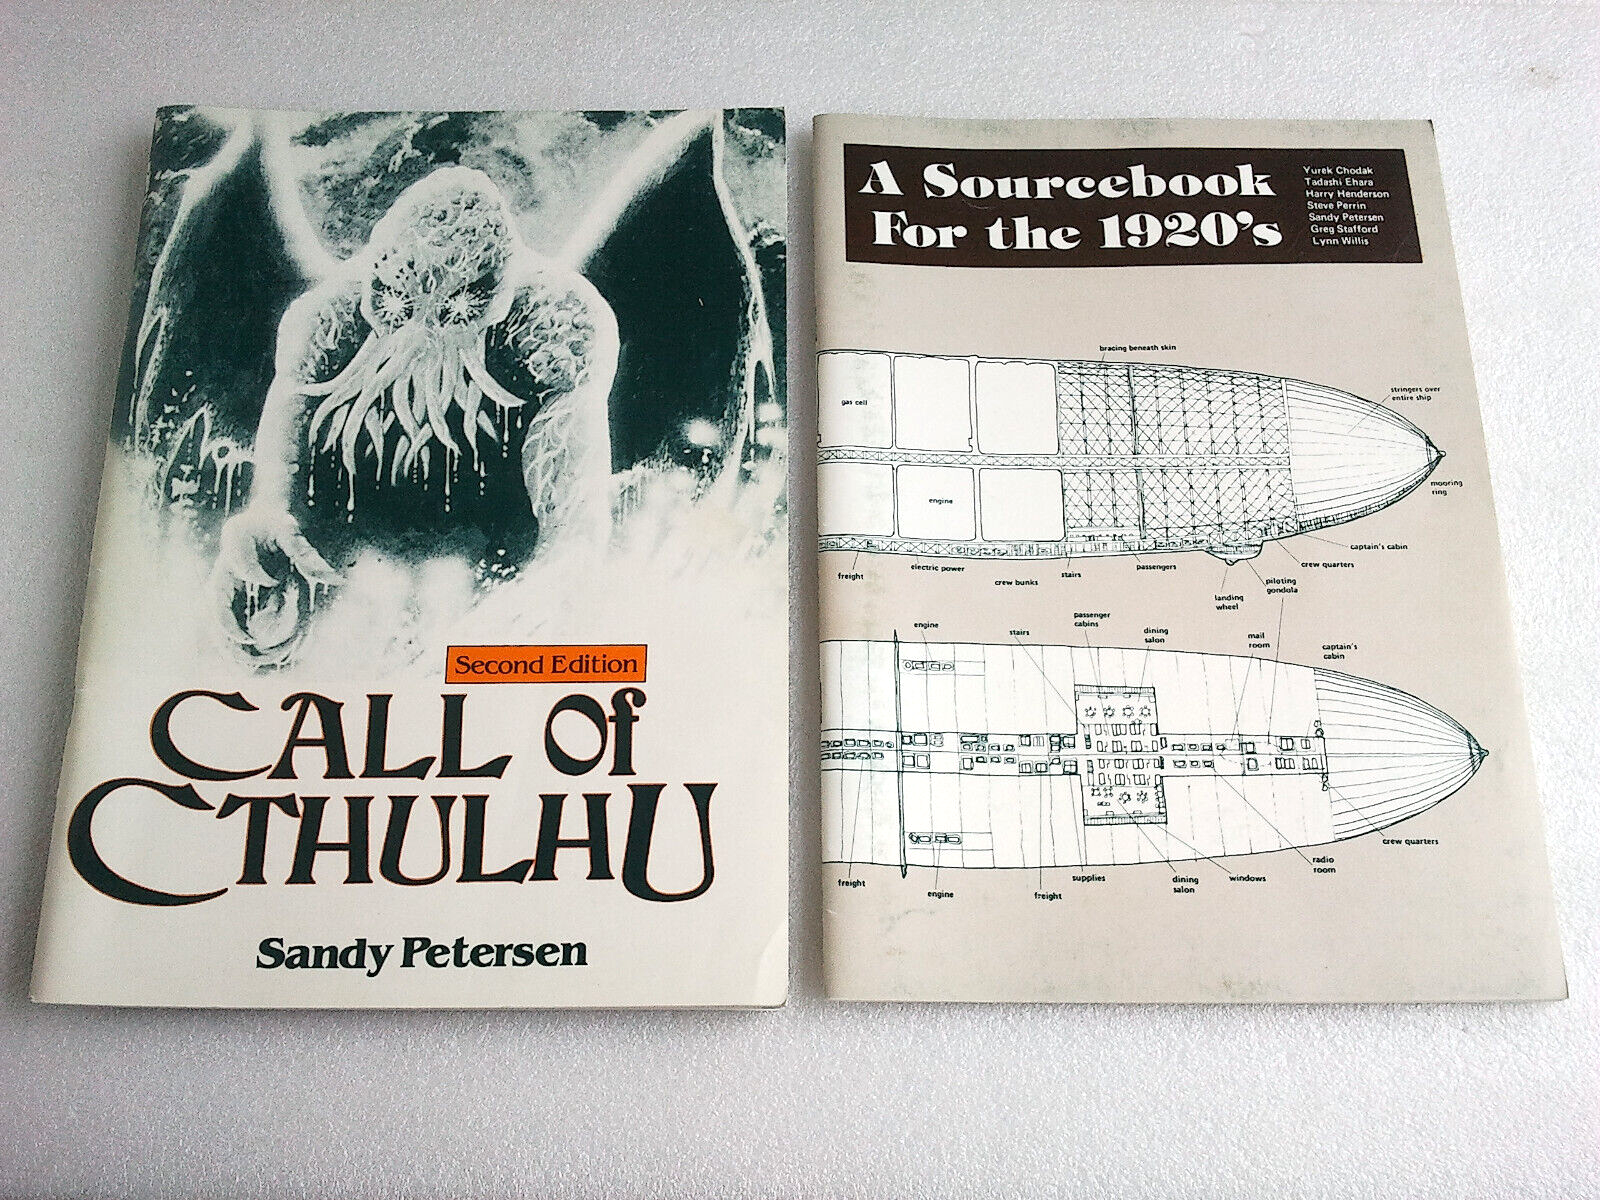 Second Edition
CALL OF
CTHULHU
Sandy Petersen
A Sourcebook
For the 1920's
Yurek Chodak
Tadashi Ehara
Harry Henderson
Steve Perrin
Sandy Petersen
Greg Stafford
Lynn Willis
bracing beneath skin
stringers over
entire ship
gas cell
engine
mooring
ring
captain's cabin
crew quarters
passengers
stairs
electric power
freight
crew bunks
piloting
gondola
landing
wheel
passenger
cabins
engine
stairs
dining
salon
mail
room
captain's
cabin
crew quarters
radio
room
windows
dining
salon
supplies
freight
engine
freight